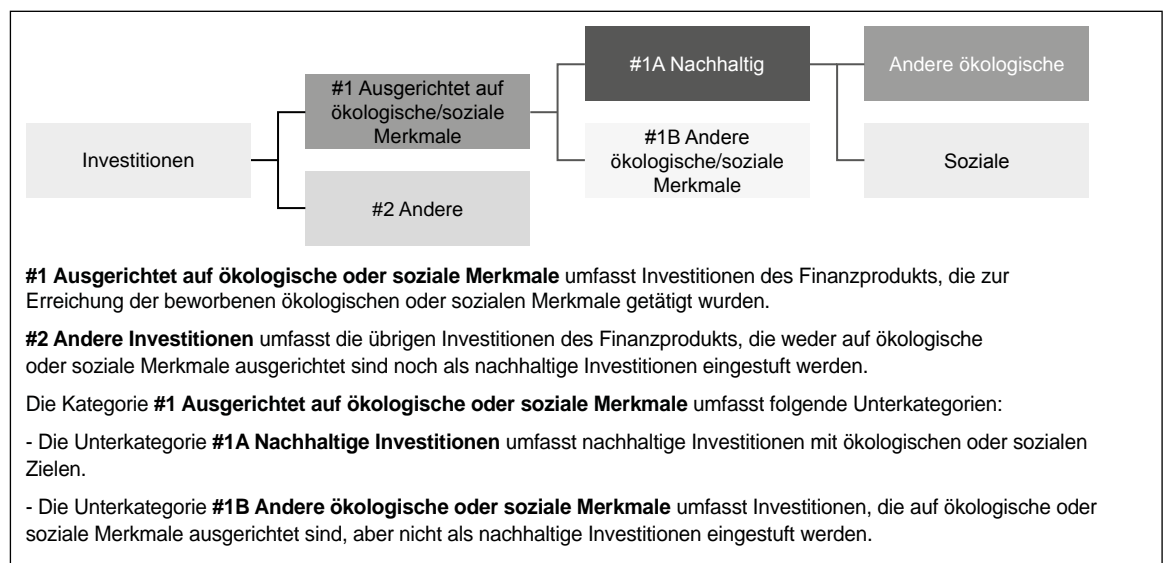 Investitionen
#1 Ausgerichtet auf
ökologische/soziale
Merkmale
#2 Andere
#1A Nachhaltig
#1B Andere
ökologische/soziale
Merkmale
Andere ökologische
Soziale
#1 Ausgerichtet auf ökologische oder soziale Merkmale umfasst Investitionen des Finanzprodukts, die zur
Erreichung der beworbenen ökologischen oder sozialen Merkmale getätigt wurden.
#2 Andere Investitionen umfasst die übrigen Investitionen des Finanzprodukts, die weder auf ökologische
oder soziale Merkmale ausgerichtet sind noch als nachhaltige Investitionen eingestuft werden.
Die Kategorie #1 Ausgerichtet auf ökologische oder soziale Merkmale umfasst folgende Unterkategorien:
- Die Unterkategorie #1A Nachhaltige Investitionen umfasst nachhaltige Investitionen mit ökologischen oder sozialen
Zielen.
- Die Unterkategorie #1B Andere ökologische oder soziale Merkmale umfasst Investitionen, die auf ökologische oder
soziale Merkmale ausgerichtet sind, aber nicht als nachhaltige Investitionen eingestuft werden.